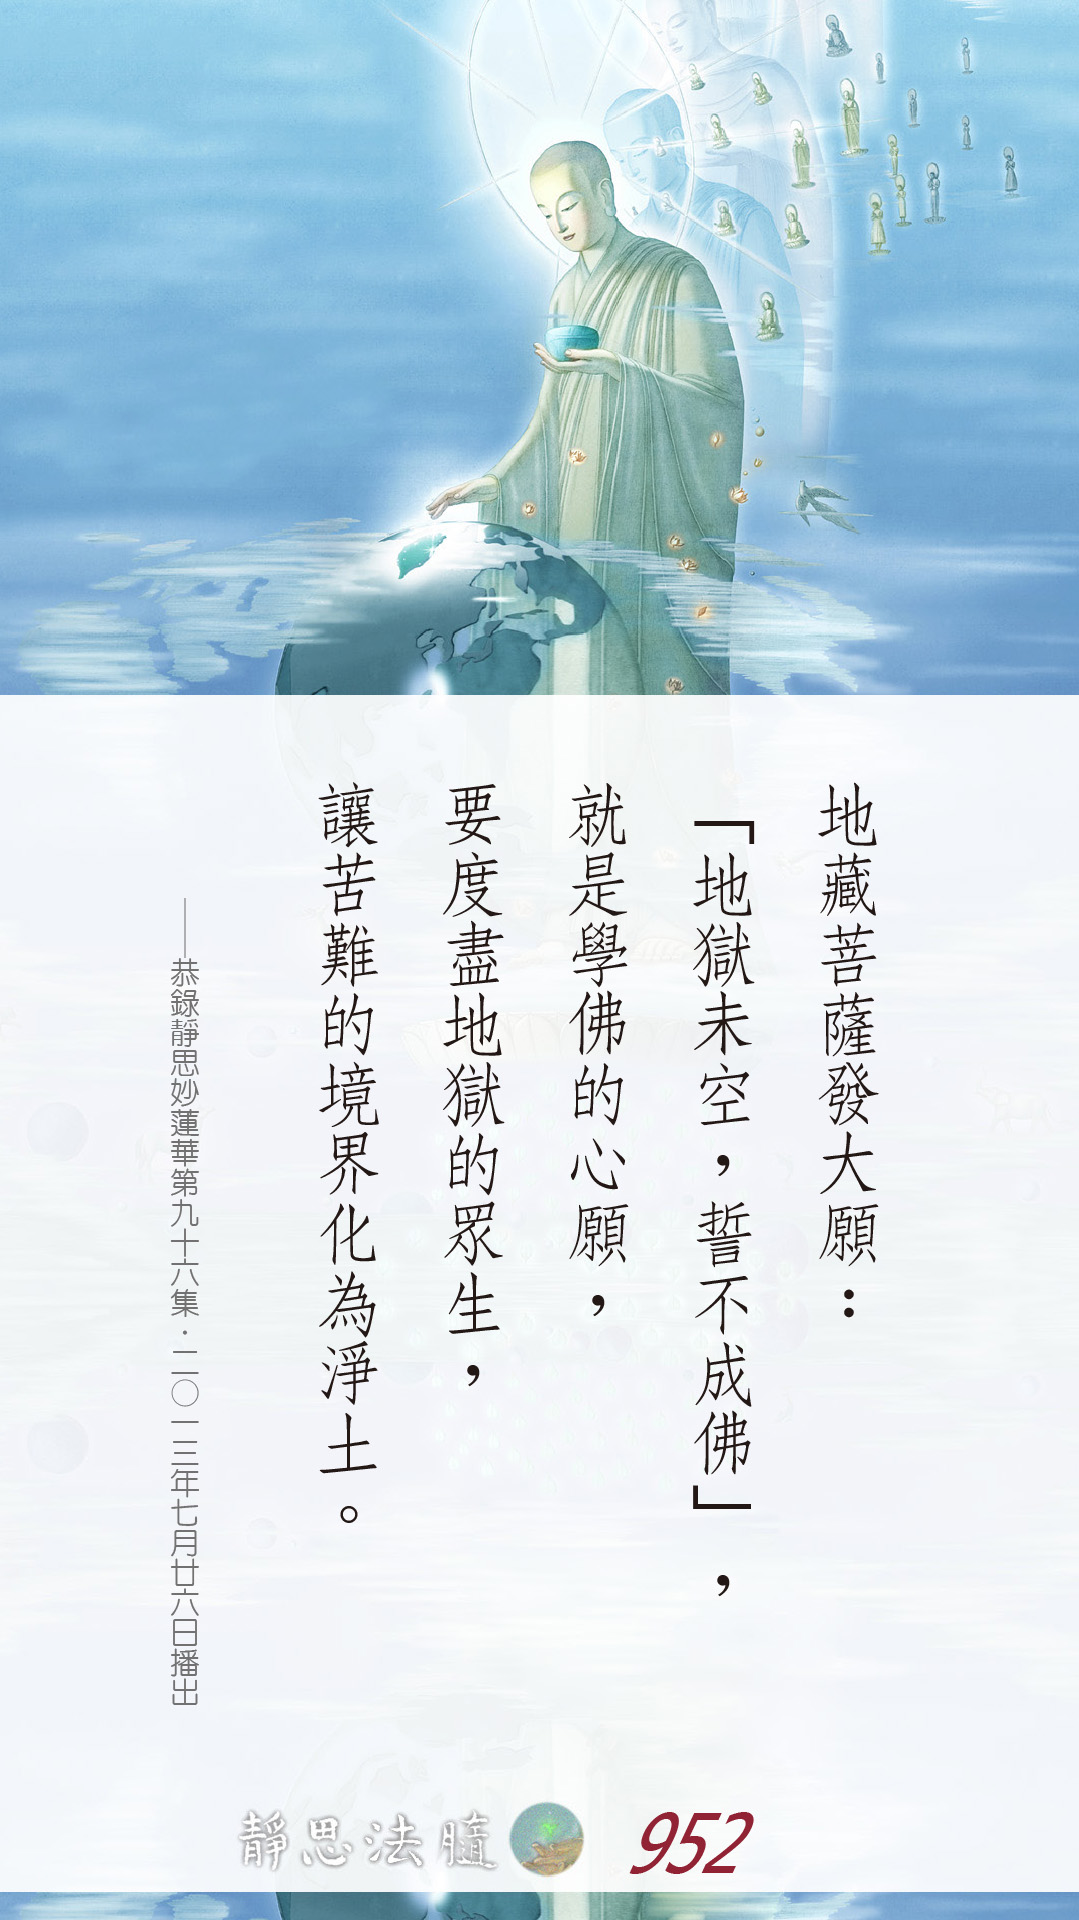 地藏菩薩發大願：
「地獄未空，誓不成佛」，
就是學佛的心願，
要度盡地獄的眾生，
讓苦難的境界化為淨土。
——恭錄靜思妙蓮華第九十六集．二〇一三年七月廿六日播出
靜思法髓
952